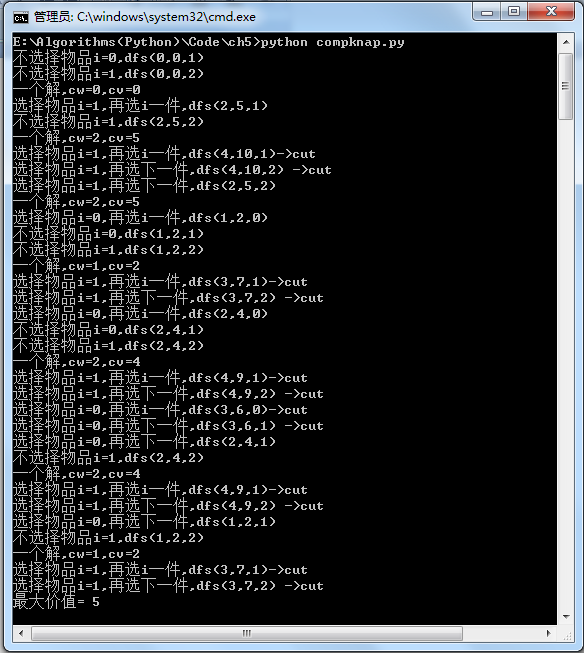 管理员: C:\windows\system32\cmd.exe
E:\Algorithms(Python)\Code\ch5>python compknap.py
不选择物品i=0,dfs(0,0,1)
不选择物品i=1,dfs(0,0,2)
一个解,cw=0,cv=0
选择物品i=1,再选i一件,dfs(2,5,1)
不选择物品i=1,dfs(2,5,2)
一个解,cw=2,cv=5
选择物品i=1,再选i一件,dfs(4,10,1)->cut
选择物品i=1,再选下一件,dfs(4,10,2) ->cut
选择物品i=1,再选下一件,dfs(2,5,2)
一个解,cw=2,cv=5
选择物品i=0,再选i一件,dfs(1,2,0)
不选择物品i=0,dfs(1,2,1)
不选择物品i=1,dfs(1,2,2)
一个解,cw=1,cv=2
选择物品i=1,再选i一件,dfs(3,7,1)->cut
选择物品i=1,再选下一件,dfs(3,7,2) ->cut
选择物品i=0,再选i一件,dfs(2,4,0)
不选择物品i=0,dfs(2,4,1)
不选择物品i=1,dfs(2,4,2)
一个解,cw=2,cv=4
选择物品i=1,再选i一件,dfs(4,9,1)->cut
选择物品i=1,再选下一件,dfs(4,9,2) ->cut
选择物品i=0,再选i一件,dfs(3,6,0)->cut
选择物品i=0,再选下一件,dfs(3,6,1) ->cut
选择物品i=0,再选下一件,dfs(2,4,1)
不选择物品i=1,dfs(2,4,2)
一个解,cw=2,cv=4
选择物品i=1,再选i一件,dfs(4,9,1)->cut
选择物品i=1,再选下一件,dfs(4,9,2) ->cut
选择物品i=0,再选下一件,dfs(1,2,1)
不选择物品i=1,dfs(1,2,2)
一个解,cw=1,cv=2
选择物品i=1,再选i一件,dfs(3,7,1)->cut
选择物品i=1,再选下一件,dfs(3,7,2) ->cut
最大价值= 5